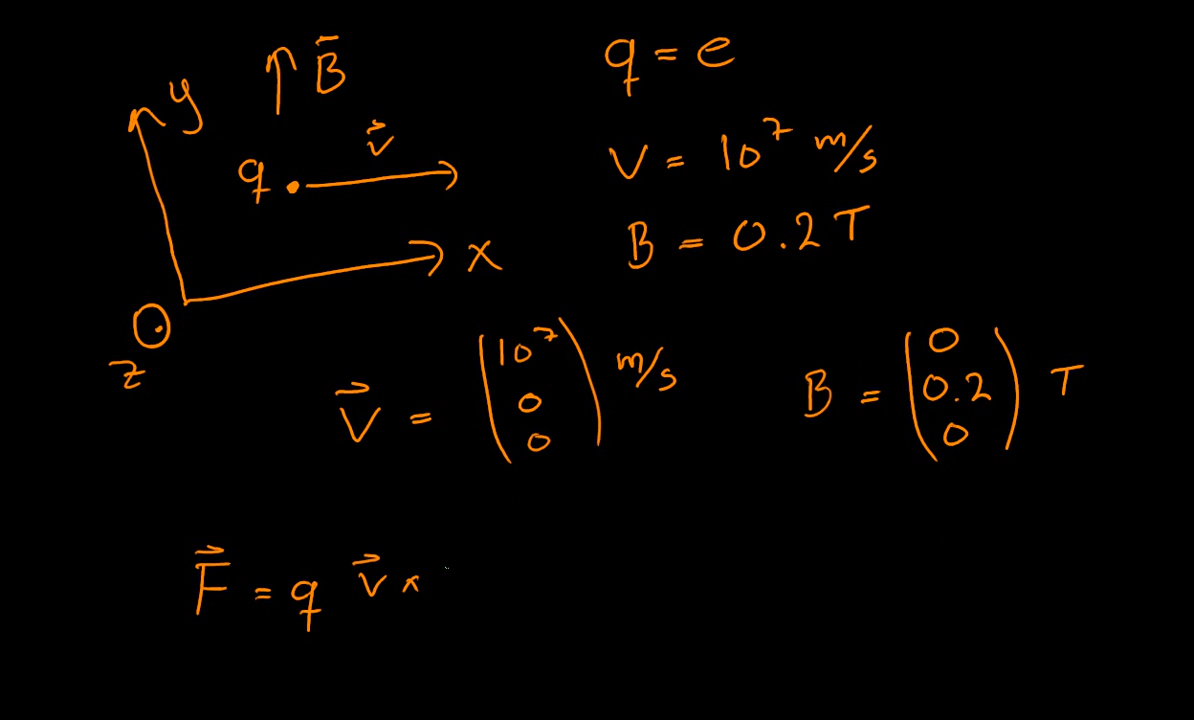 y
↑ B̄
q
v⃗
x
z
q = e
V = 10⁷ m/s
B = 0.2 T
V⃗ = (10⁷ 0 0) m/s
B = (0 0.2 0) T
F⃗ = q v⃗ ×